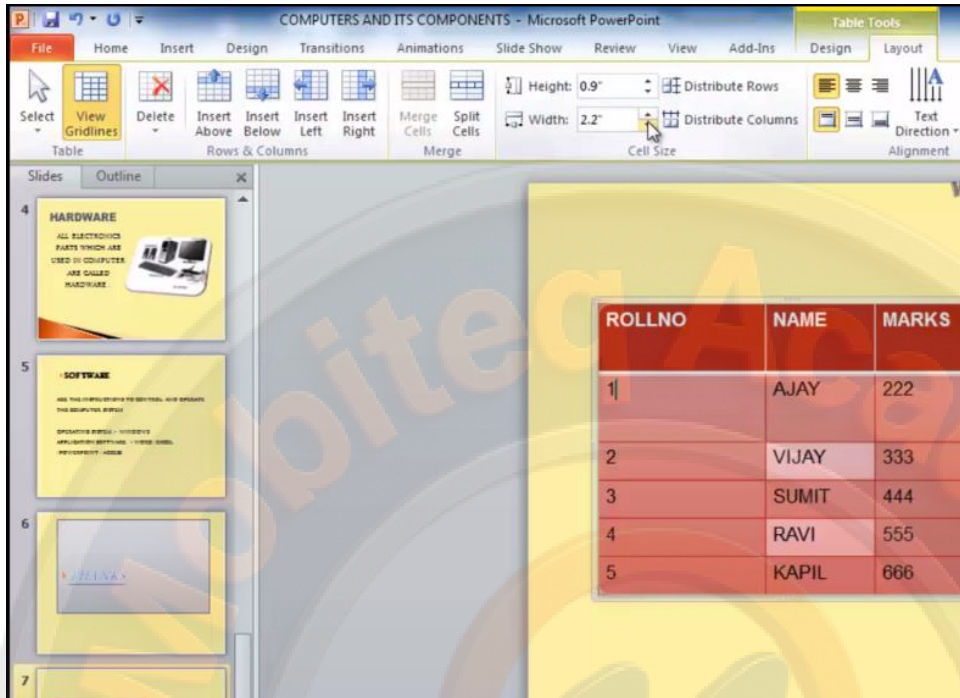 COMPUTERS AND ITS COMPONENTS - Microsoft PowerPoint
Table Tools
File Home Insert Design Transitions Animations Slide Show Review View Add-Ins Design Layout
Select
View Gridlines
Delete
Insert Above
Insert Below
Insert Left
Insert Right
Merge Cells
Split Cells
Height: 0.9"
Width: 2.2"
Distribute Rows
Distribute Columns
Text Direction
Table
Rows & Columns
Merge
Cell Size
Alignment
Slides Outline
4
HARDWARE
ALL ELECTRONICS
PARTS WHICH ARE
USED IN COMPUTER
ARE CALLED
HARDWARE
5
SOFTWARE
6
THANKS
7
ROLLNO NAME MARKS
1 AJAY 222
2 VIJAY 333
3 SUMIT 444
4 RAVI 555
5 KAPIL 666
Mobiteq Aca